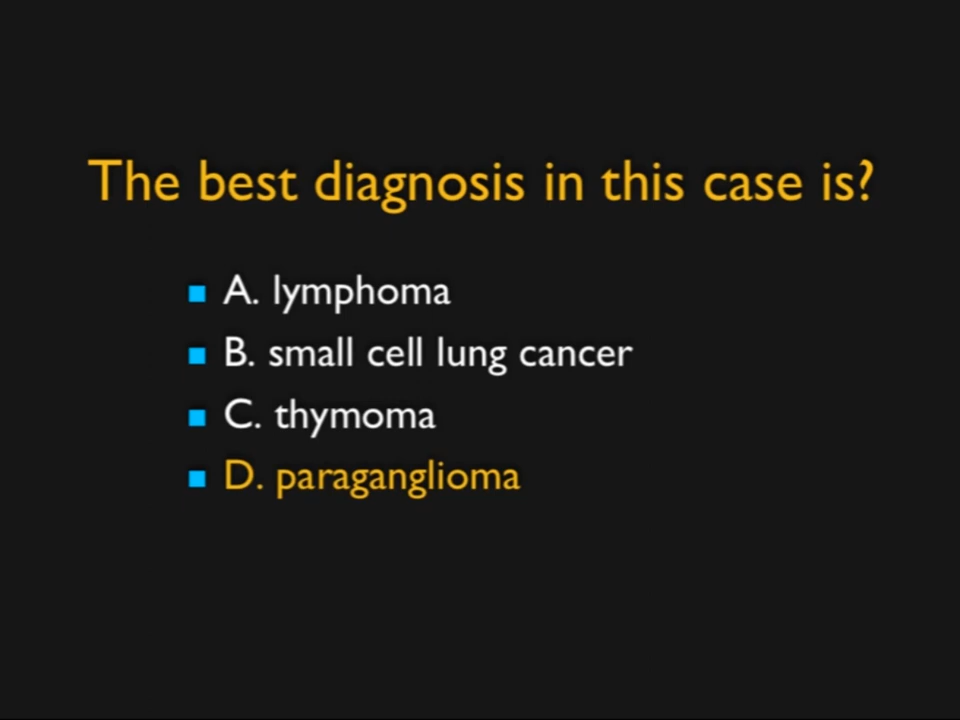 The best diagnosis in this case is?
A. lymphoma
B. small cell lung cancer
C. thymoma
D. paraganglioma